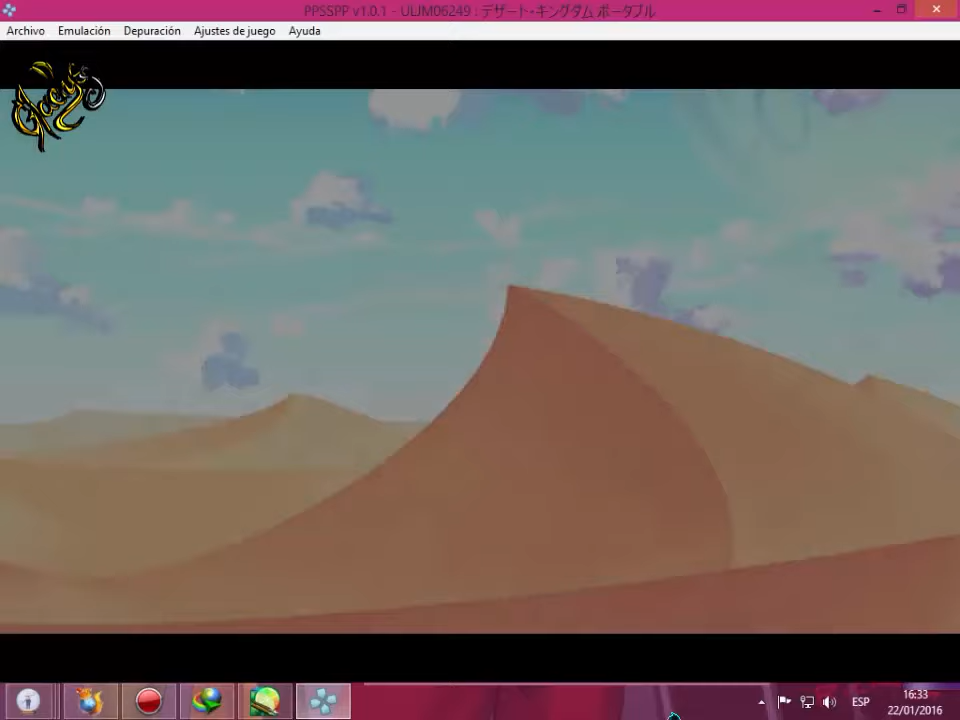 PPSSPP v1.0.1 - ULJM06249 : デザート・キングダム ポータブル
Archivo Emulación Depuración Ajustes de juego Ayuda
ESP
16:33
22/01/2016